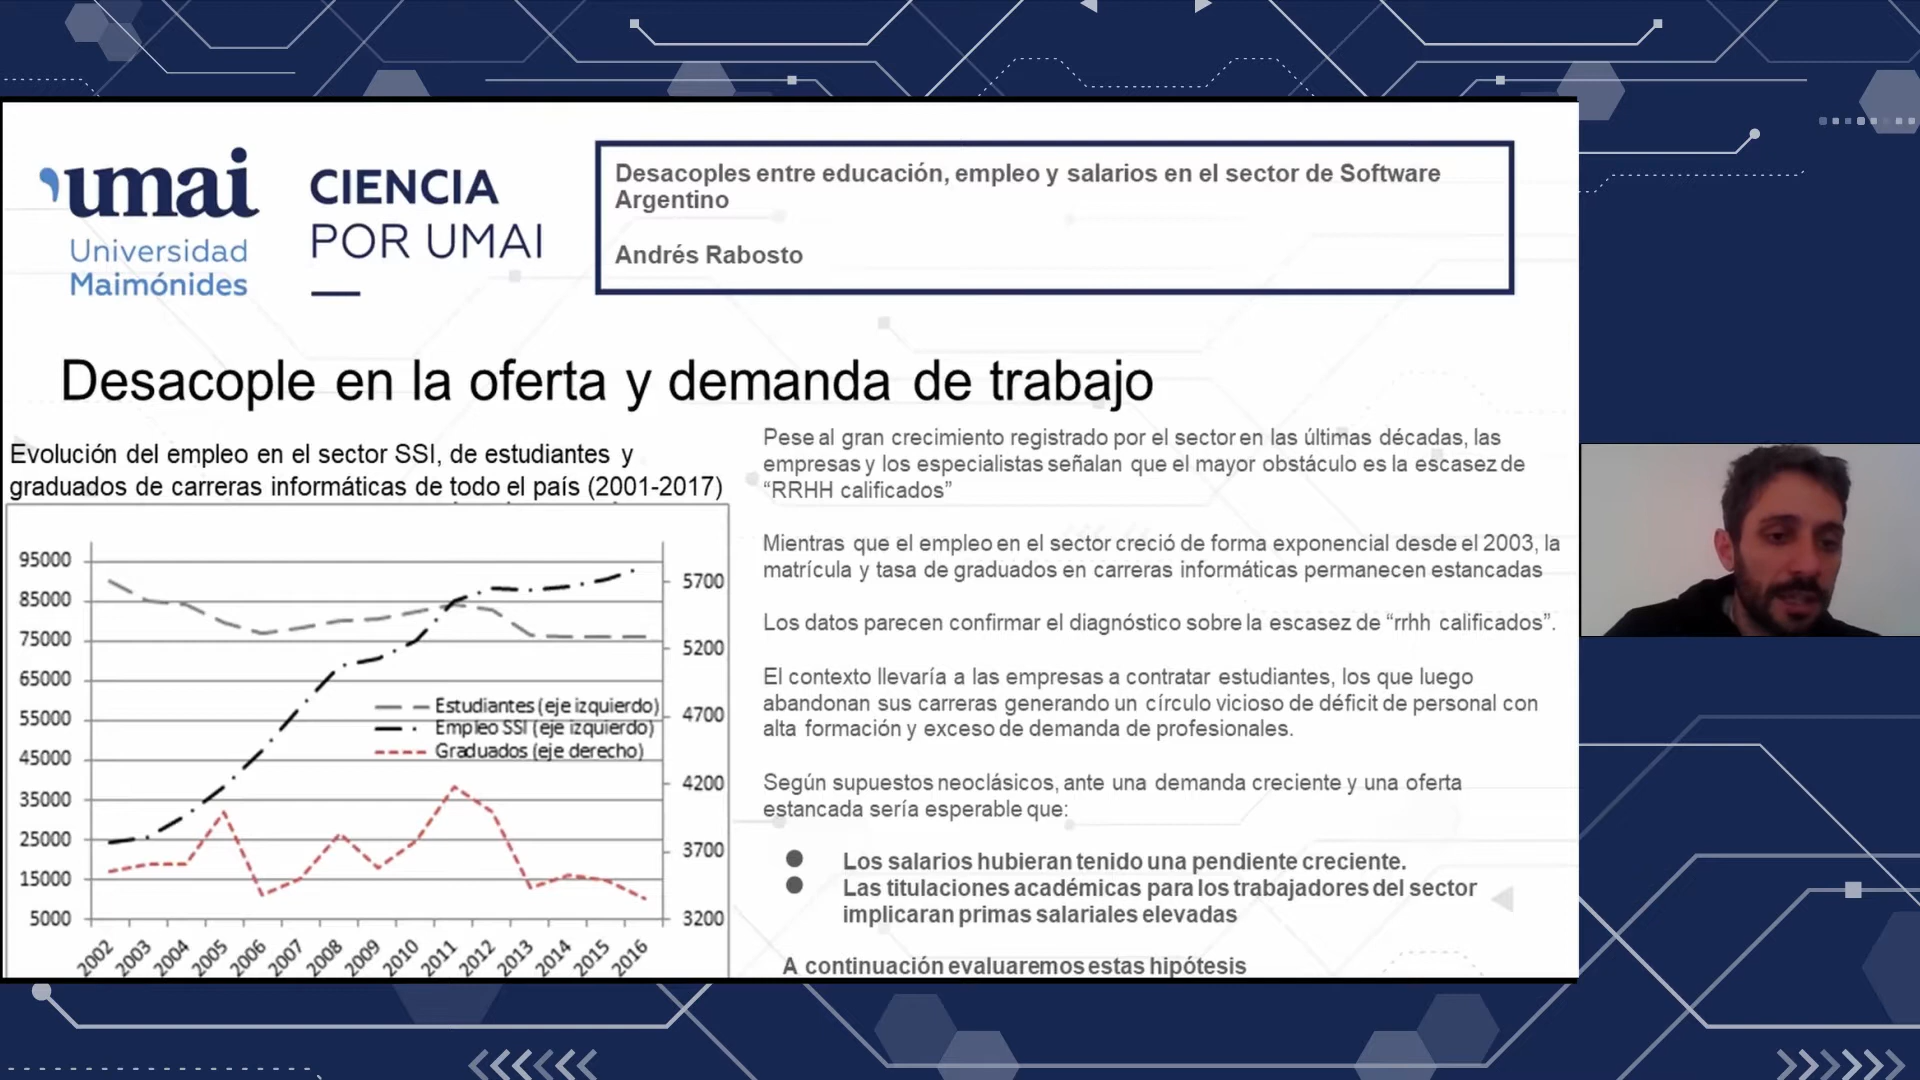 umai
Universidad
Maimónides
CIENCIA
POR UMAI
Desacoples entre educación, empleo y salarios en el sector de Software
Argentino
Andrés Rabosto
Desacople en la oferta y demanda de trabajo
Evolución del empleo en el sector SSI, de estudiantes y
graduados de carreras informáticas de todo el país (2001-2017)
95000
85000
75000
65000
55000
45000
35000
25000
15000
5000
5700
5200
4700
4200
3700
3200
Estudiantes (eje izquierdo)
Empleo SSI (eje izquierdo)
Graduados (eje derecho)
2002 2003 2004 2005 2006 2007 2008 2009 2010 2011 2012 2013 2014 2015 2016
Pese al gran crecimiento registrado por el sector en las últimas décadas, las
empresas y los especialistas señalan que el mayor obstáculo es la escasez de
“RRHH calificados”
Mientras que el empleo en el sector creció de forma exponencial desde el 2003, la
matrícula y tasa de graduados en carreras informáticas permanecen estancadas
Los datos parecen confirmar el diagnóstico sobre la escasez de “rrhh calificados”.
El contexto llevaría a las empresas a contratar estudiantes, los que luego
abandonan sus carreras generando un círculo vicioso de déficit de personal con
alta formación y exceso de demanda de profesionales.
Según supuestos neoclásicos, ante una demanda creciente y una oferta
estancada sería esperable que:
● Los salarios hubieran tenido una pendiente creciente.
● Las titulaciones académicas para los trabajadores del sector
implicaran primas salariales elevadas
A continuación evaluaremos estas hipótesis